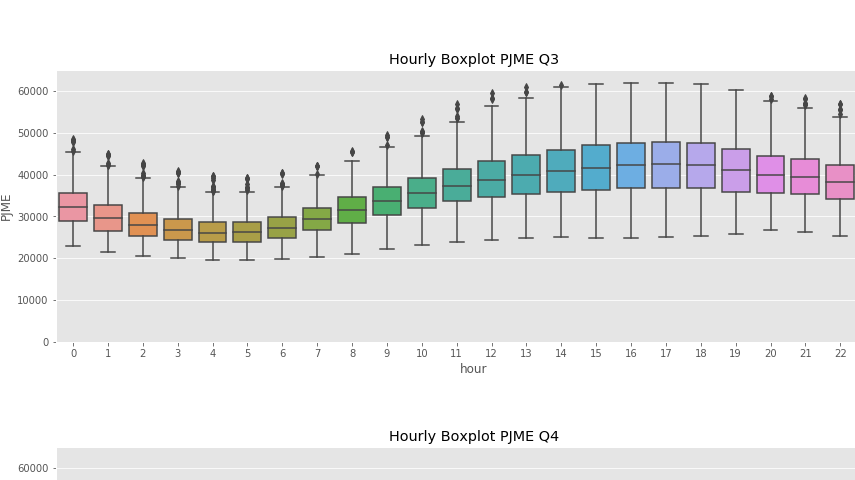 Hourly Boxplot PJME Q3
60000
50000
40000
30000
20000
10000
0
PJME
0 1 2 3 4 5 6 7 8 9 10 11 12 13 14 15 16 17 18 19 20 21 22
hour
Hourly Boxplot PJME Q4
60000